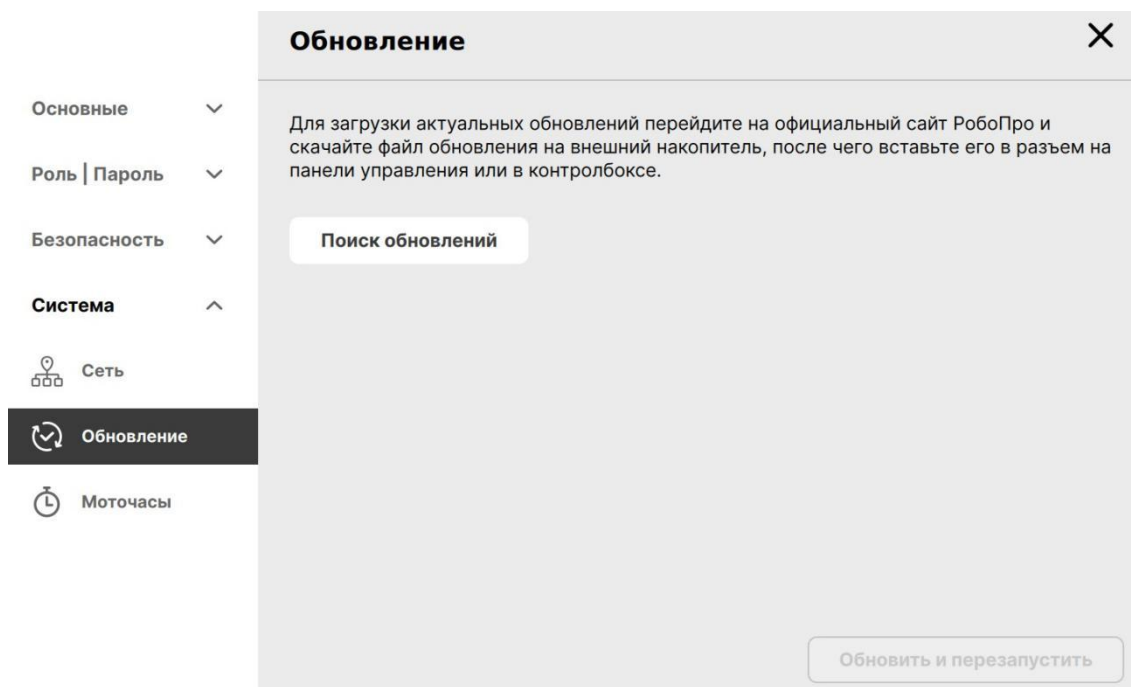 Обновление
Основные
Роль | Пароль
Безопасность
Система
Сеть
Обновление
Моточасы
Для загрузки актуальных обновлений перейдите на официальный сайт РобоПро и
скачайте файл обновления на внешний накопитель, после чего вставьте его в разъем на
панели управления или в контролбоксе.
Поиск обновлений
Обновить и перезапустить